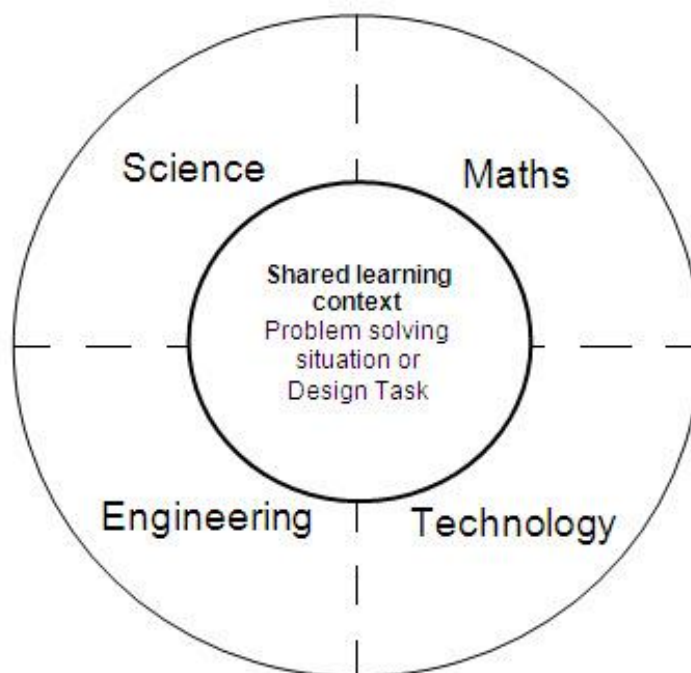 Science
Maths
Shared learning
context
Problem solving
situation or
Design Task
Engineering
Technology